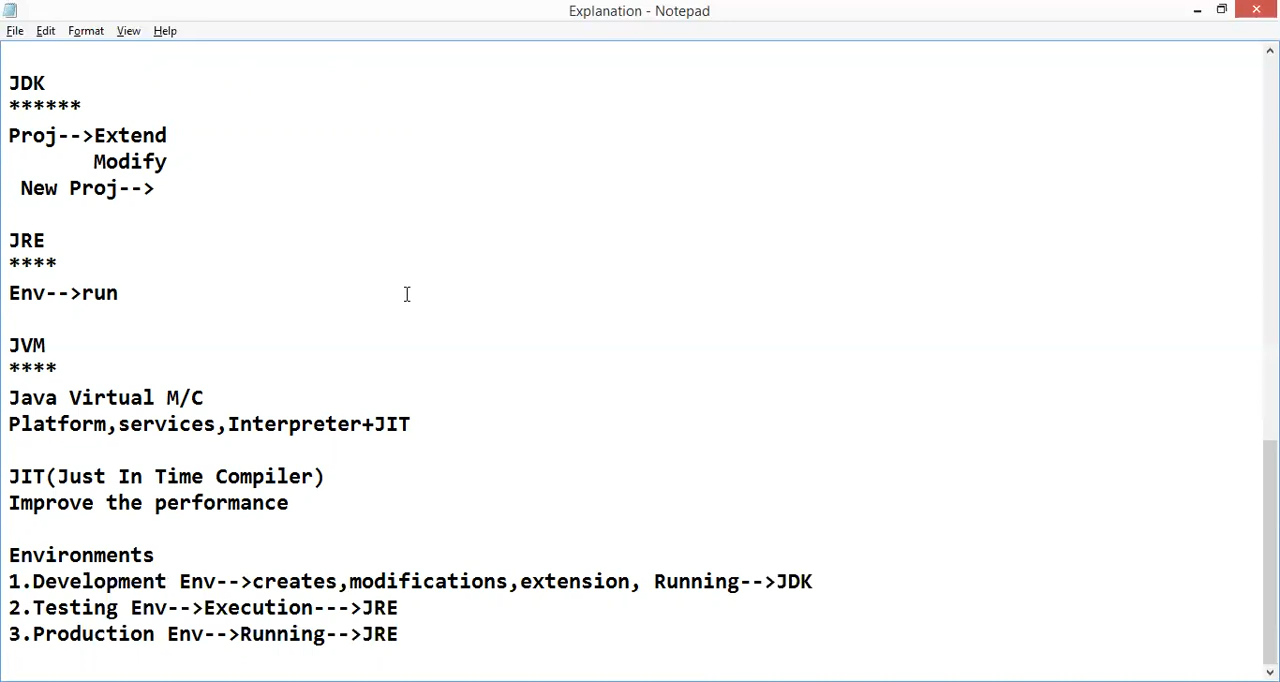 Explanation - Notepad
File Edit Format View Help
JDK
******
Proj-->Extend
Modify
New Proj-->
JRE
****
Env-->run
JVM
****
Java Virtual M/C
Platform,services,Interpreter+JIT
JIT(Just In Time Compiler)
Improve the performance
Environments
1.Development Env-->creates,modifications,extension, Running-->JDK
2.Testing Env-->Execution--->JRE
3.Production Env-->Running-->JRE